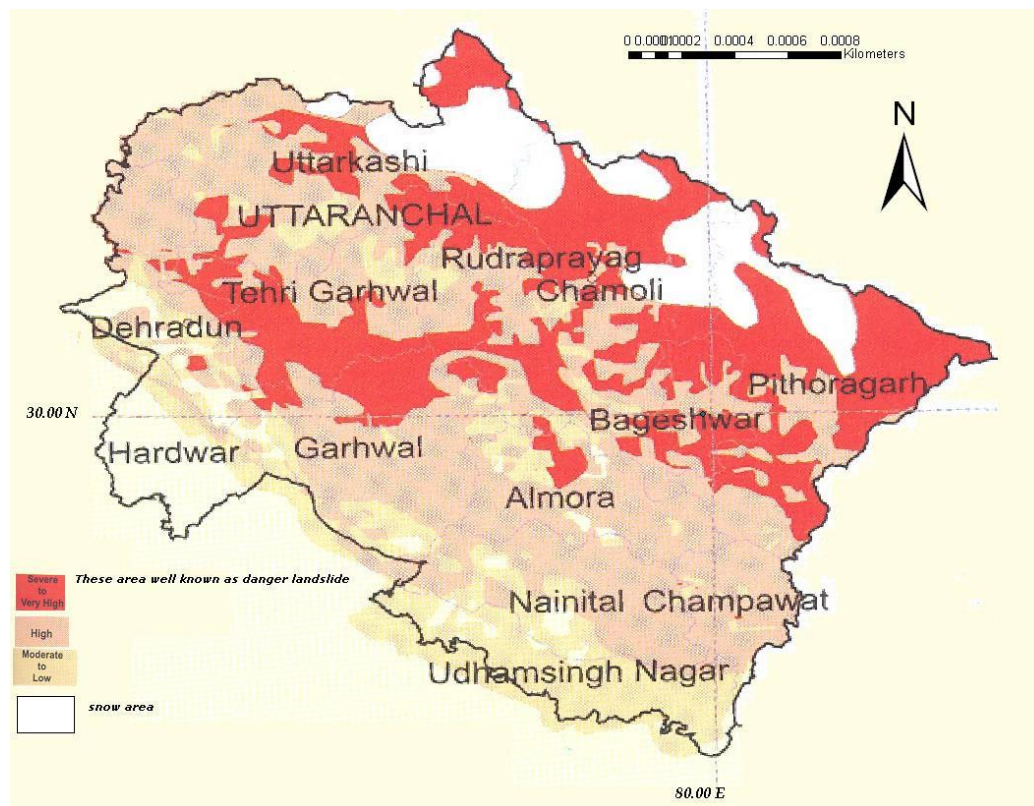 0 0.00010.0002 0.0004 0.0006 0.0008
Kilometers
N
Uttarkashi
UTTARANCHAL
Rudraprayag
Tehri Garhwal
Chamoli
Dehradun
Pithoragarh
30.00 N
Bageshwar
Hardwar
Garhwal
Almora
Severe
to
Very High
These area well known as danger landslide
High
Nainital
Champawat
Moderate
to
Low
Udhamsingh Nagar
snow area
80.00 E